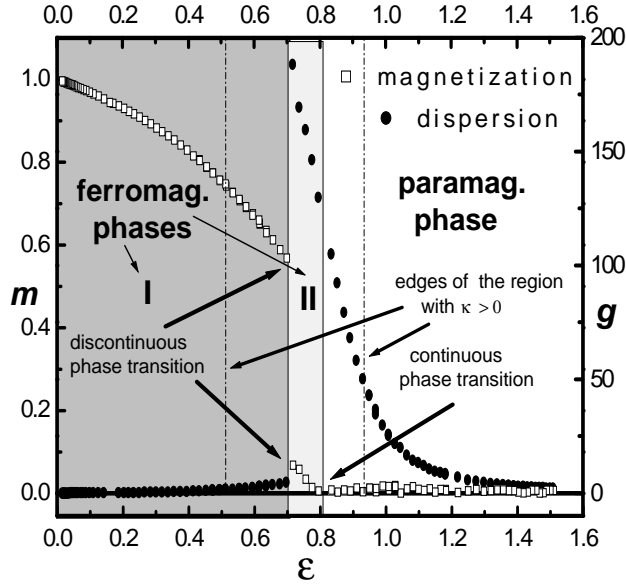 0.0 0.2 0.4 0.6 0.8 1.0 1.2 1.4 1.6
1.0
0.8
0.6
0.4
0.2
0.0
m
□ magnetization
● dispersion
ferromag.
phases
I
II
paramag.
phase
edges of the region
with κ > 0
discontinuous
phase transition
continuous
phase transition
200
150
100
50
0
g
0.0 0.2 0.4 0.6 0.8 1.0 1.2 1.4 1.6
ε